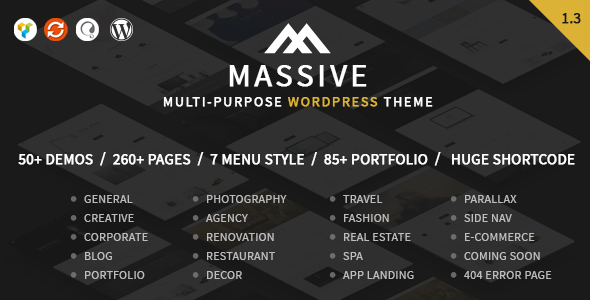 1.3
MASSIVE
MULTI-PURPOSE WORDPRESS THEME
50+ DEMOS / 260+ PAGES / 7 MENU STYLE / 85+ PORTFOLIO / HUGE SHORTCODE
GENERAL PHOTOGRAPHY TRAVEL PARALLAX
CREATIVE AGENCY FASHION SIDE NAV
CORPORATE RENOVATION REAL ESTATE E-COMMERCE
BLOG RESTAURANT SPA COMING SOON
PORTFOLIO DECOR APP LANDING 404 ERROR PAGE